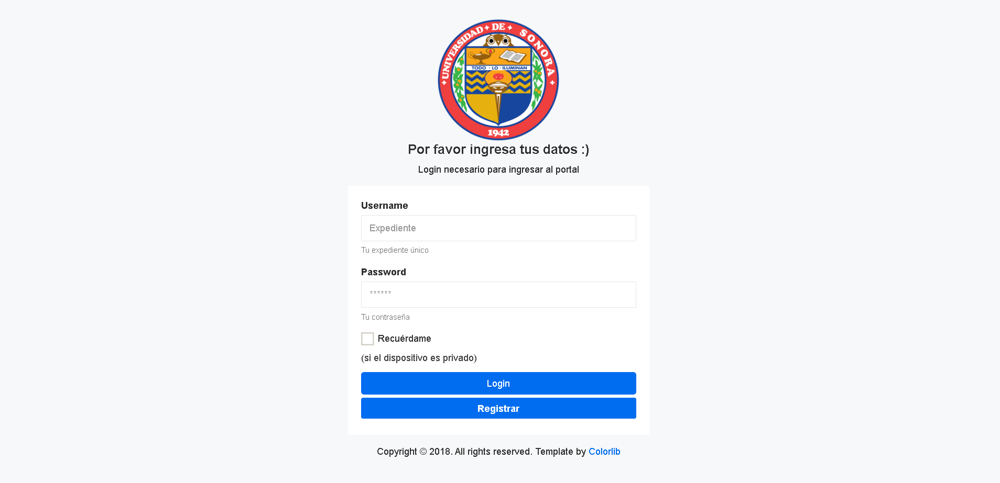 UNIVERSIDAD DE SONORA
TODO · LO · ILUMINAN
1942
Por favor ingresa tus datos :)
Login necesario para ingresar al portal
Username
Expediente
Tu expediente único
Password
******
Tu contraseña
Recuérdame
(si el dispositivo es privado)
Login
Registrar
Copyright © 2018. All rights reserved. Template by Colorlib